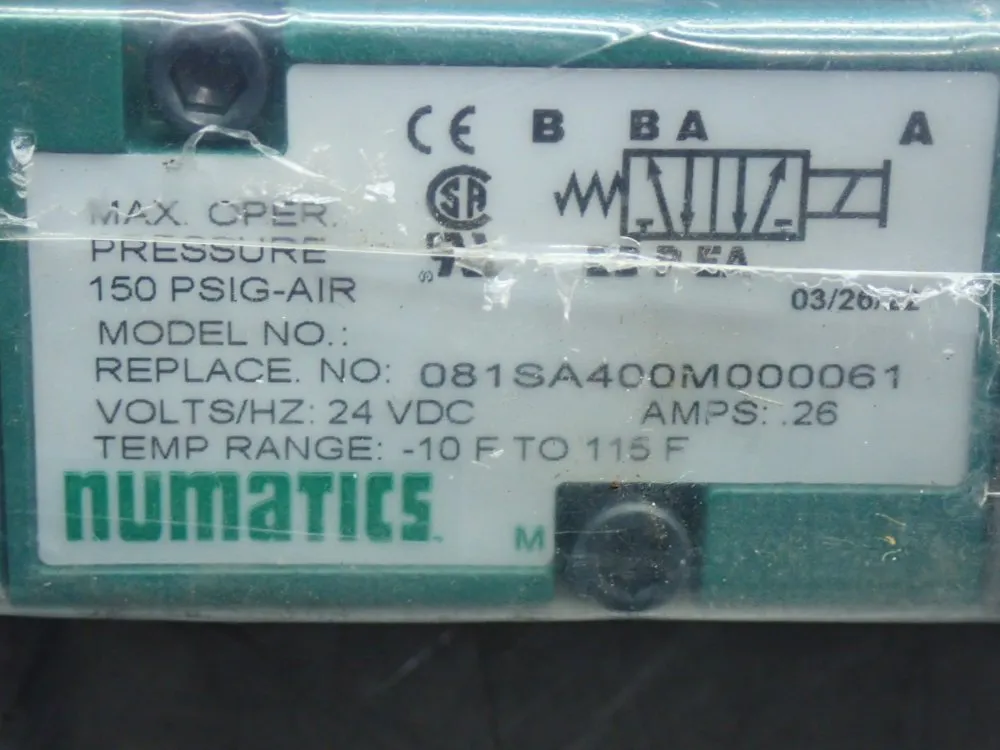 CE B B A A
SA
MAX. OPER.
PRESSURE
150 PSIG-AIR
MODEL NO.:
REPLACE. NO: 081SA400M000061
VOLTS/HZ: 24 VDC AMPS: .26
TEMP RANGE: -10 F TO 115 F
numatics
M